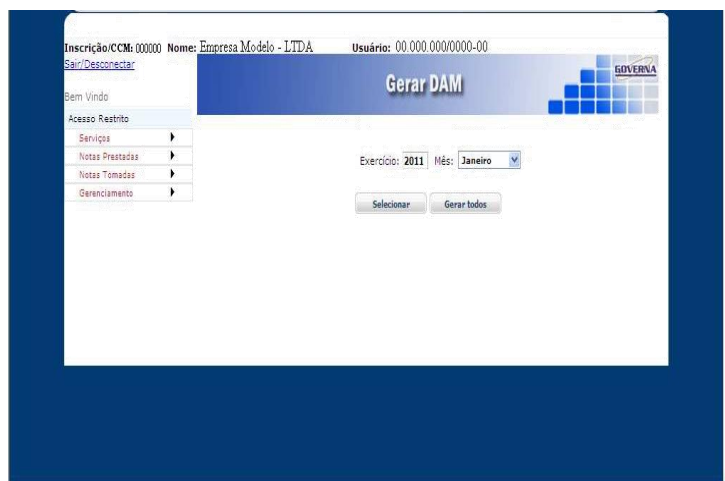 Inscrição/CCM: 000000 Nome: Empresa Modelo - LTDA Usuário: 00.000.000/0000-00
Sair/Desconectar
Gerar DAM
GOVERNA
Bem Vindo
Acesso Restrito
Serviços
Notas Prestadas
Notas Tomadas
Gerenciamento
Exercício: 2011 Mês: Janeiro
Selecionar Gerar todos